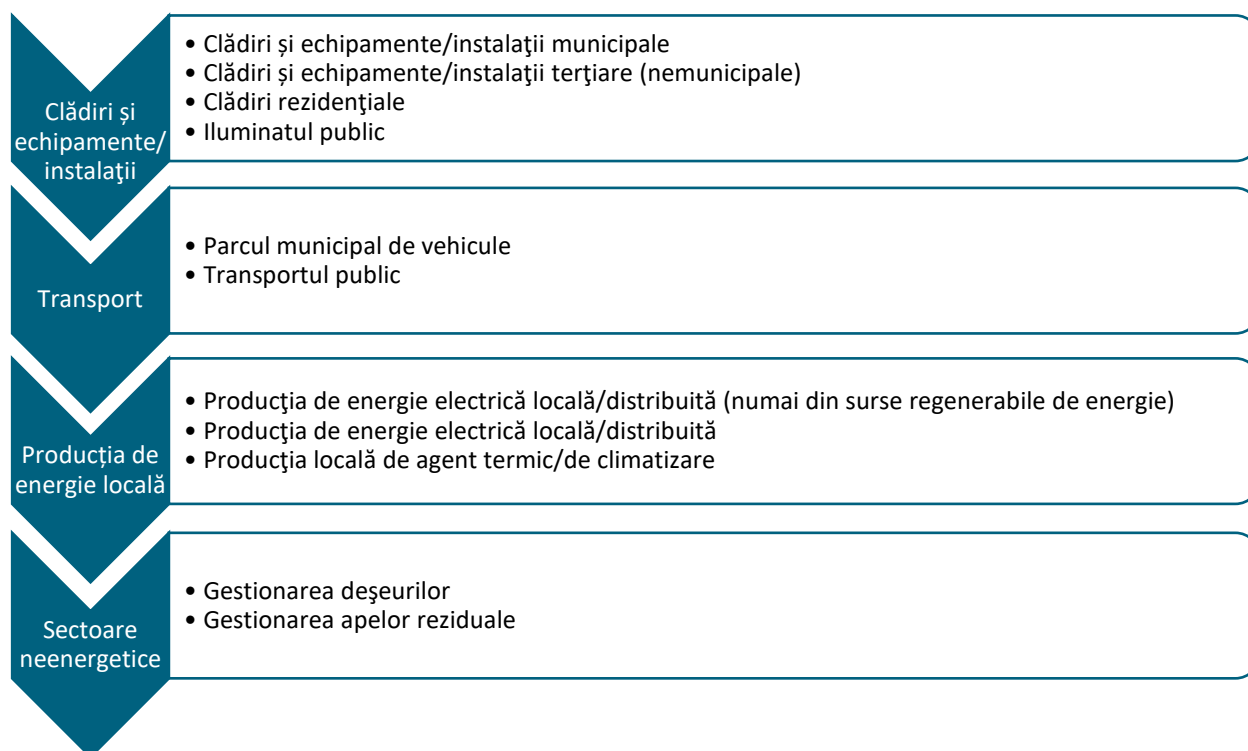 Clădiri și
echipamente/
instalaţii
• Clădiri și echipamente/instalaţii municipale
• Clădiri și echipamente/instalaţii terţiare (nemunicipale)
• Clădiri rezidenţiale
• Iluminatul public
Transport
• Parcul municipal de vehicule
• Transportul public
Producția de
energie locală
• Producţia de energie electrică locală/distribuită (numai din surse regenerabile de energie)
• Producţia de energie electrică locală/distribuită
• Producţia locală de agent termic/de climatizare
Sectoare
neenergetice
• Gestionarea deşeurilor
• Gestionarea apelor reziduale